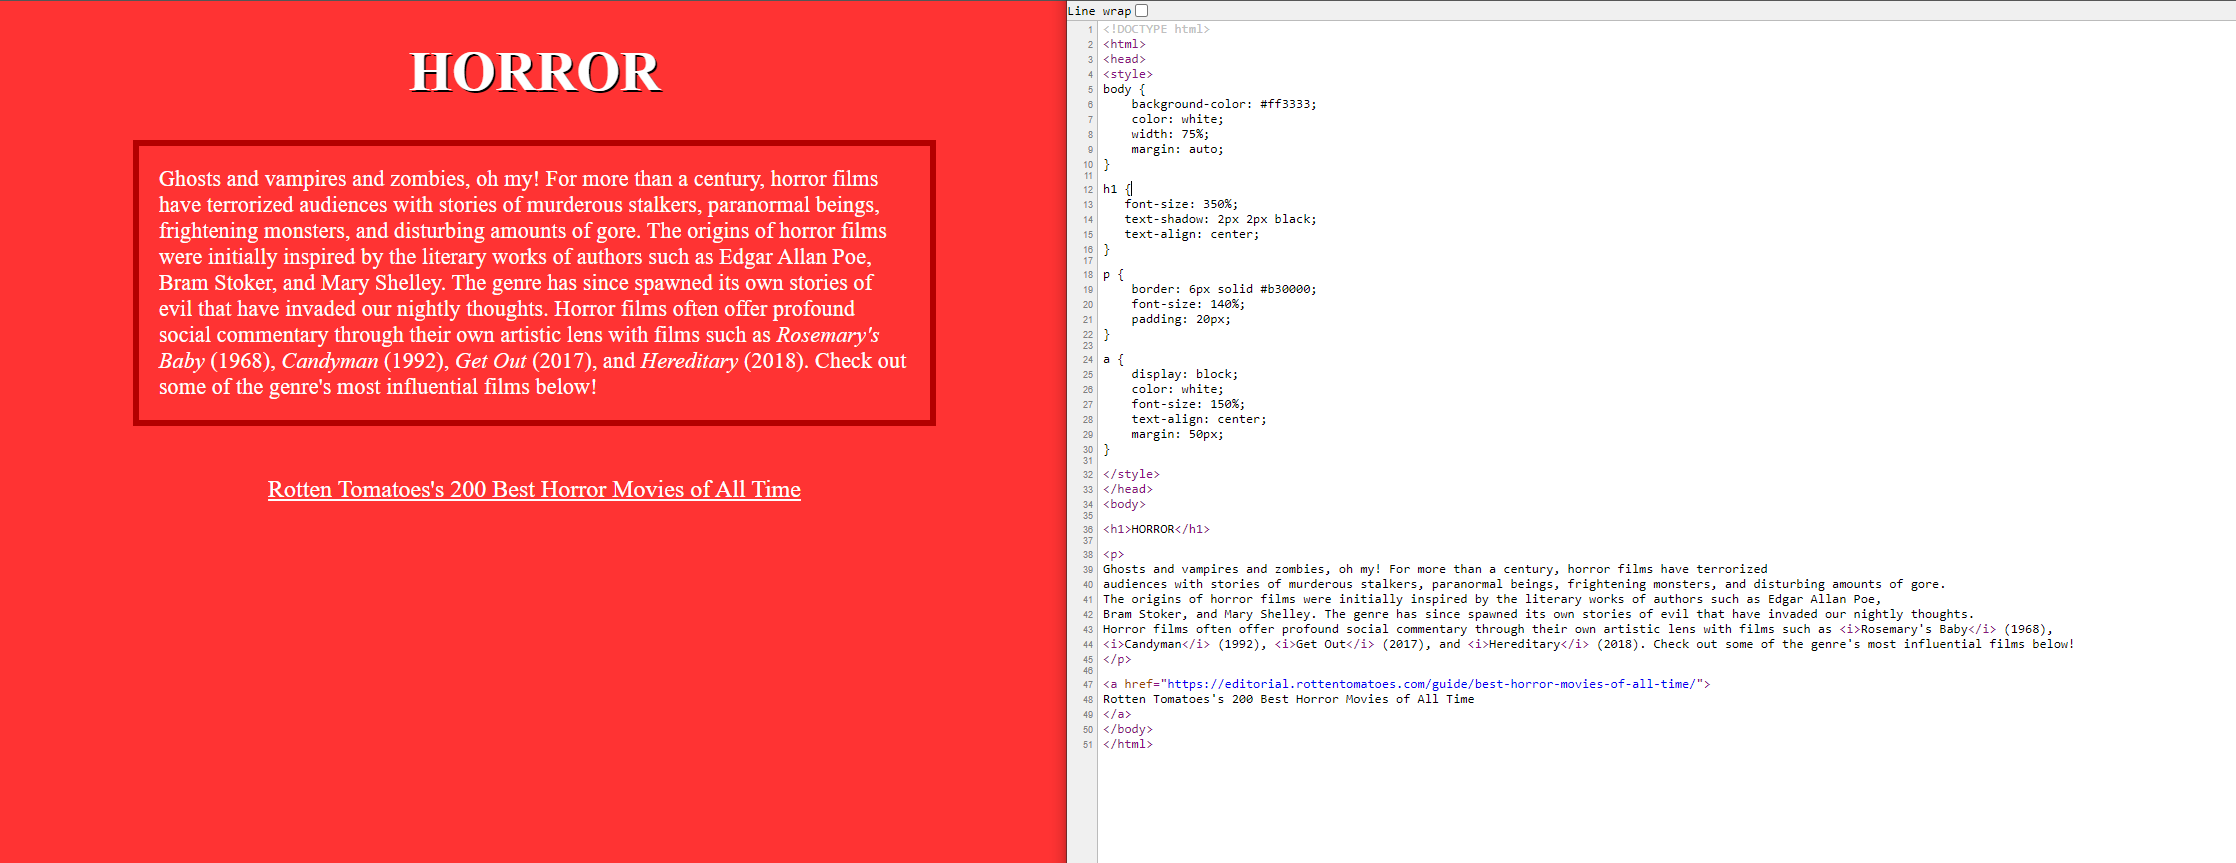 HORROR
Ghosts and vampires and zombies, oh my! For more than a century, horror films
have terrorized audiences with stories of murderous stalkers, paranormal beings,
frightening monsters, and disturbing amounts of gore. The origins of horror films
were initially inspired by the literary works of authors such as Edgar Allan Poe,
Bram Stoker, and Mary Shelley. The genre has since spawned its own stories of
evil that have invaded our nightly thoughts. Horror films often offer profound
social commentary through their own artistic lens with films such as Rosemary's
Baby (1968), Candyman (1992), Get Out (2017), and Hereditary (2018). Check out
some of the genre's most influential films below!
Rotten Tomatoes's 200 Best Horror Movies of All Time
Line wrap
1 <!DOCTYPE html>
2 <html>
3 <head>
4 <style>
5 body {
6     background-color: #ff3333;
7     color: white;
8     width: 75%;
9     margin: auto;
10 }
11
12 h1 {
13    font-size: 350%;
14    text-shadow: 2px 2px black;
15    text-align: center;
16 }
17
18 p {
19     border: 6px solid #b30000;
20     font-size: 140%;
21     padding: 20px;
22 }
23
24 a {
25     display: block;
26     color: white;
27     font-size: 150%;
28     text-align: center;
29     margin: 50px;
30 }
31
32 </style>
33 </head>
34 <body>
35
36 <h1>HORROR</h1>
37
38 <p>
39 Ghosts and vampires and zombies, oh my! For more than a century, horror films have terrorized
40 audiences with stories of murderous stalkers, paranormal beings, frightening monsters, and disturbing amounts of gore.
41 The origins of horror films were initially inspired by the literary works of authors such as Edgar Allan Poe,
42 Bram Stoker, and Mary Shelley. The genre has since spawned its own stories of evil that have invaded our nightly thoughts.
43 Horror films often offer profound social commentary through their own artistic lens with films such as <i>Rosemary's Baby</i> (1968),
44 <i>Candyman</i> (1992), <i>Get Out</i> (2017), and <i>Hereditary</i> (2018). Check out some of the genre's most influential films below!
45 </p>
46
47 <a href="https://editorial.rottentomatoes.com/guide/best-horror-movies-of-all-time/">
48 Rotten Tomatoes's 200 Best Horror Movies of All Time
49 </a>
50 </body>
51 </html>